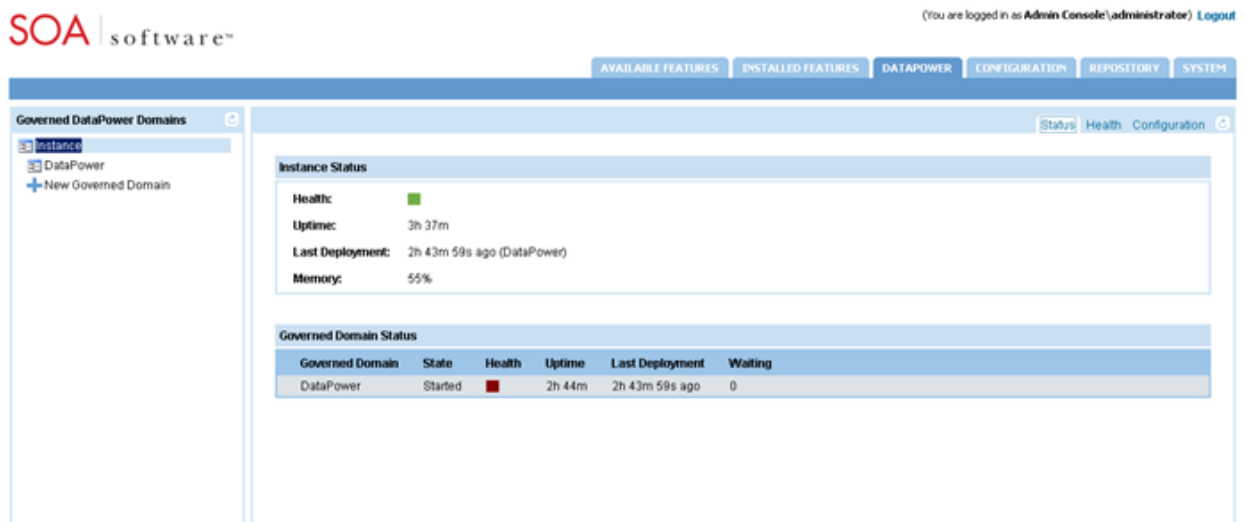 (You are logged in as Admin Console\administrator) Logout
SOA software™
AVAILABLE FEATURES INSTALLED FEATURES DATAPOWER CONFIGURATION REPOSITORY SYSTEM
Governed DataPower Domains
Status Health Configuration
Instance
DataPower
New Governed Domain
Instance Status
Health:
Uptime: 3h 37m
Last Deployment: 2h 43m 59s ago (DataPower)
Memory: 55%
Governed Domain Status
Governed Domain State Health Uptime Last Deployment Waiting
DataPower Started 2h 44m 2h 43m 59s ago 0